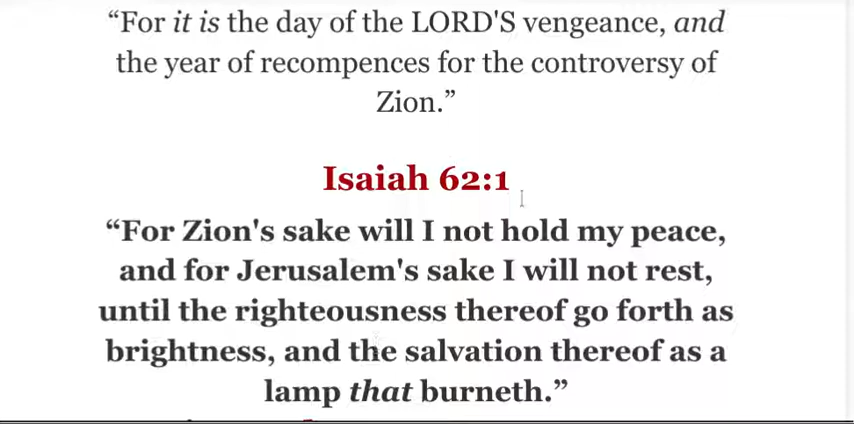 “For it is the day of the LORD'S vengeance, and
the year of recompences for the controversy of
Zion.”
Isaiah 62:1
“For Zion's sake will I not hold my peace,
and for Jerusalem's sake I will not rest,
until the righteousness thereof go forth as
brightness, and the salvation thereof as a
lamp that burneth.”